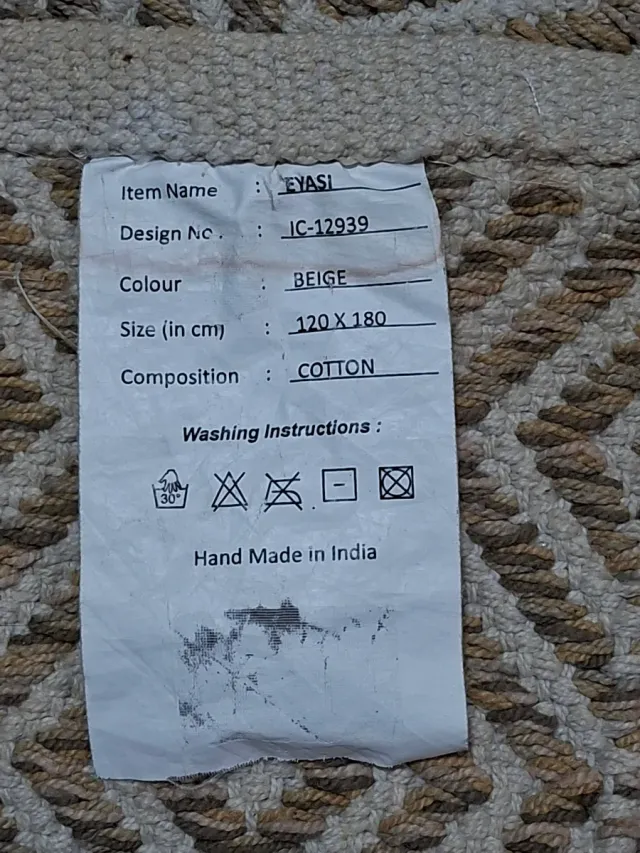 Item Name : EYASI
Design No. : IC-12939
Colour : BEIGE
Size (in cm) : 120 X 180
Composition : COTTON
Washing Instructions :
30°
Hand Made in India